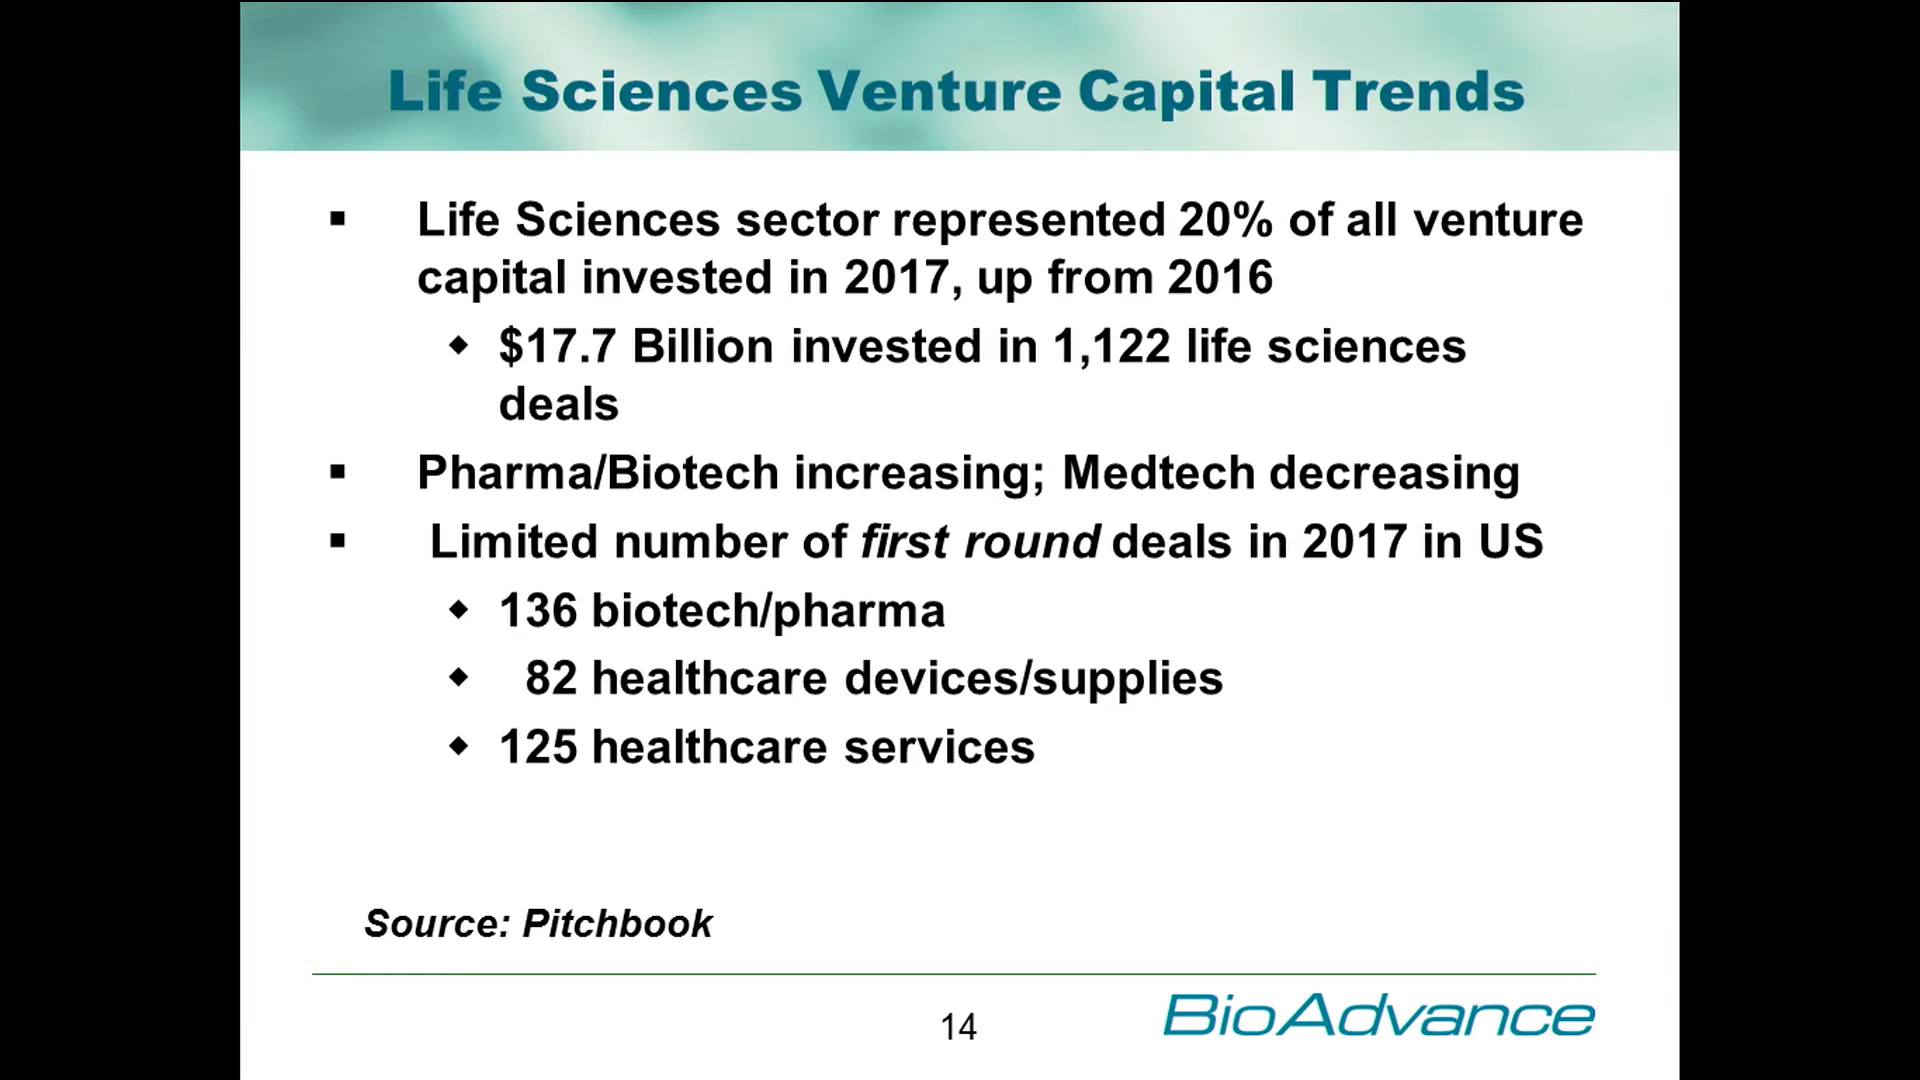 Life Sciences Venture Capital Trends
▪ Life Sciences sector represented 20% of all venture
capital invested in 2017, up from 2016
◆ $17.7 Billion invested in 1,122 life sciences
deals
▪ Pharma/Biotech increasing; Medtech decreasing
▪ Limited number of first round deals in 2017 in US
◆ 136 biotech/pharma
◆ 82 healthcare devices/supplies
◆ 125 healthcare services
Source: Pitchbook
14
BioAdvance